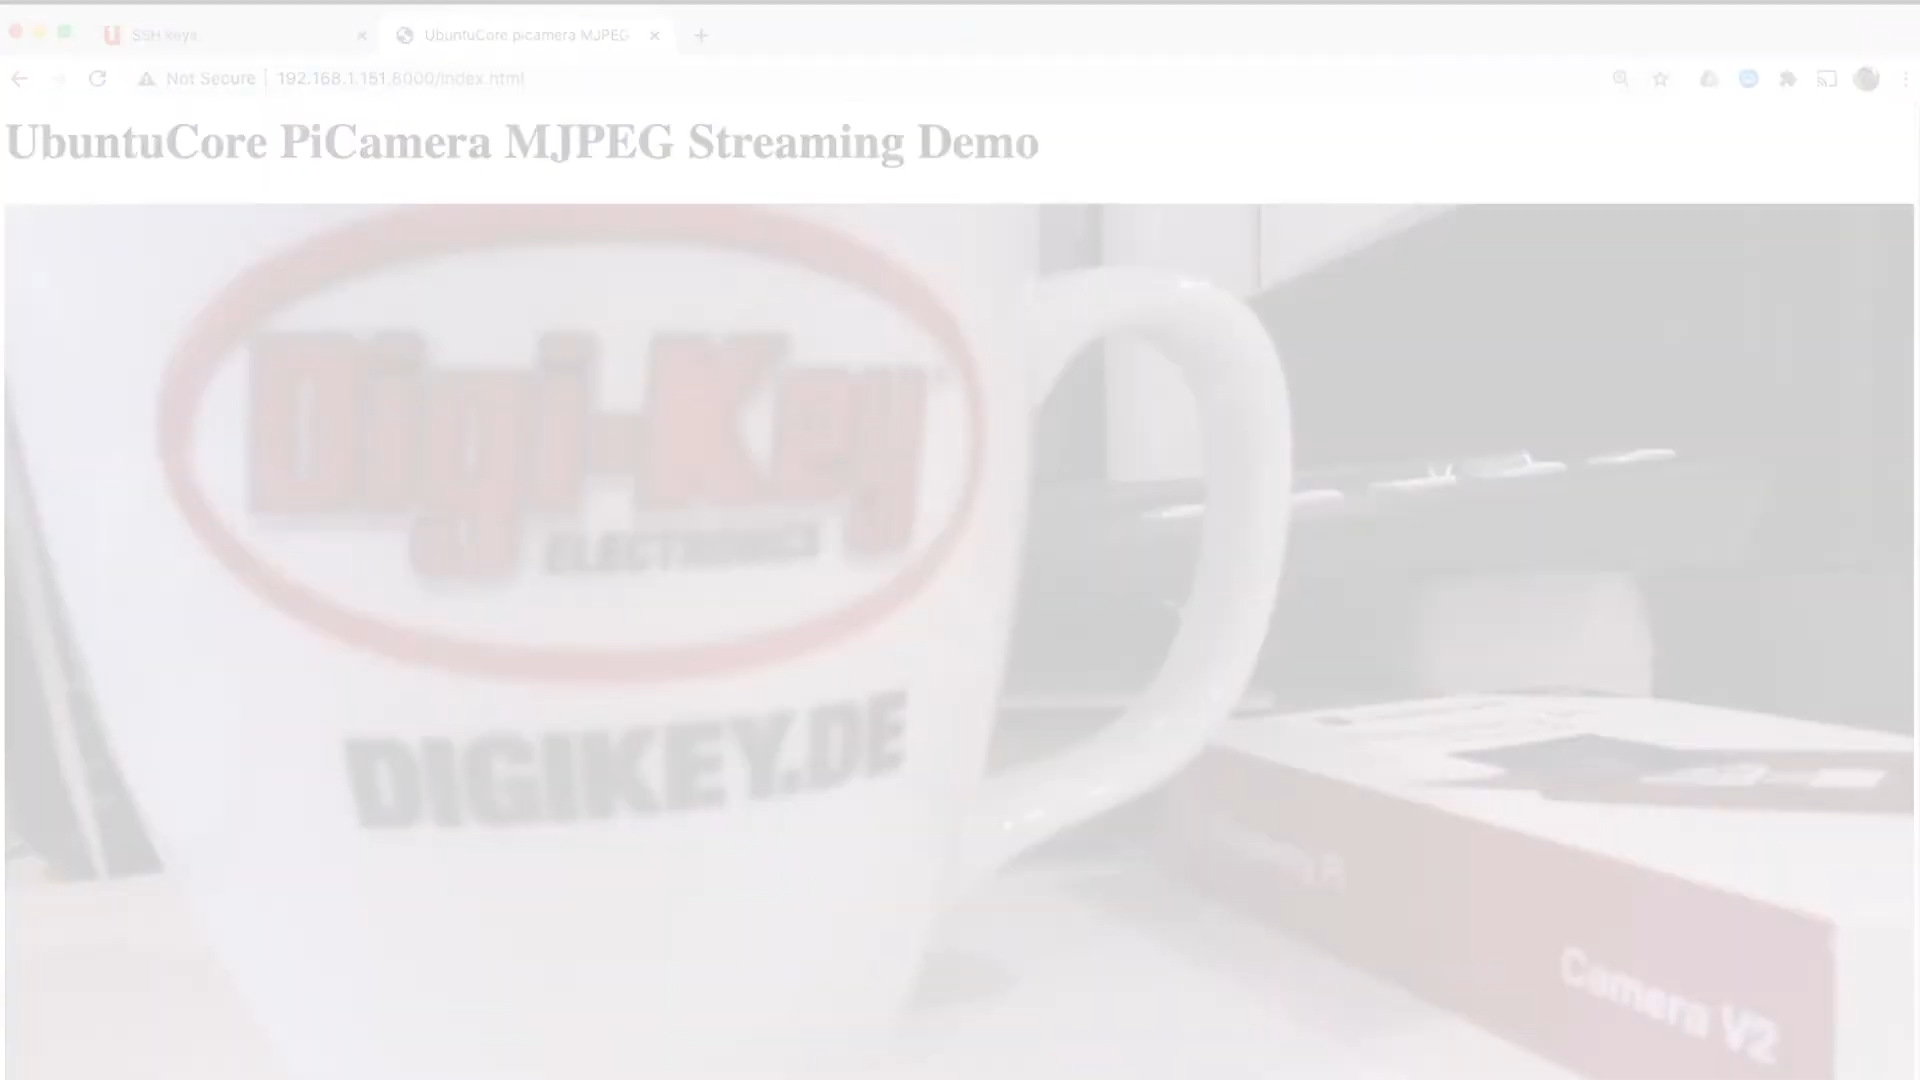 SSH keys
UbuntuCore picamera MJPEG
Not Secure | 192.168.1.151:8000/index.html
UbuntuCore PiCamera MJPEG Streaming Demo
Digi-Key
ELECTRONICS
DIGIKEY.DE
Camera V2